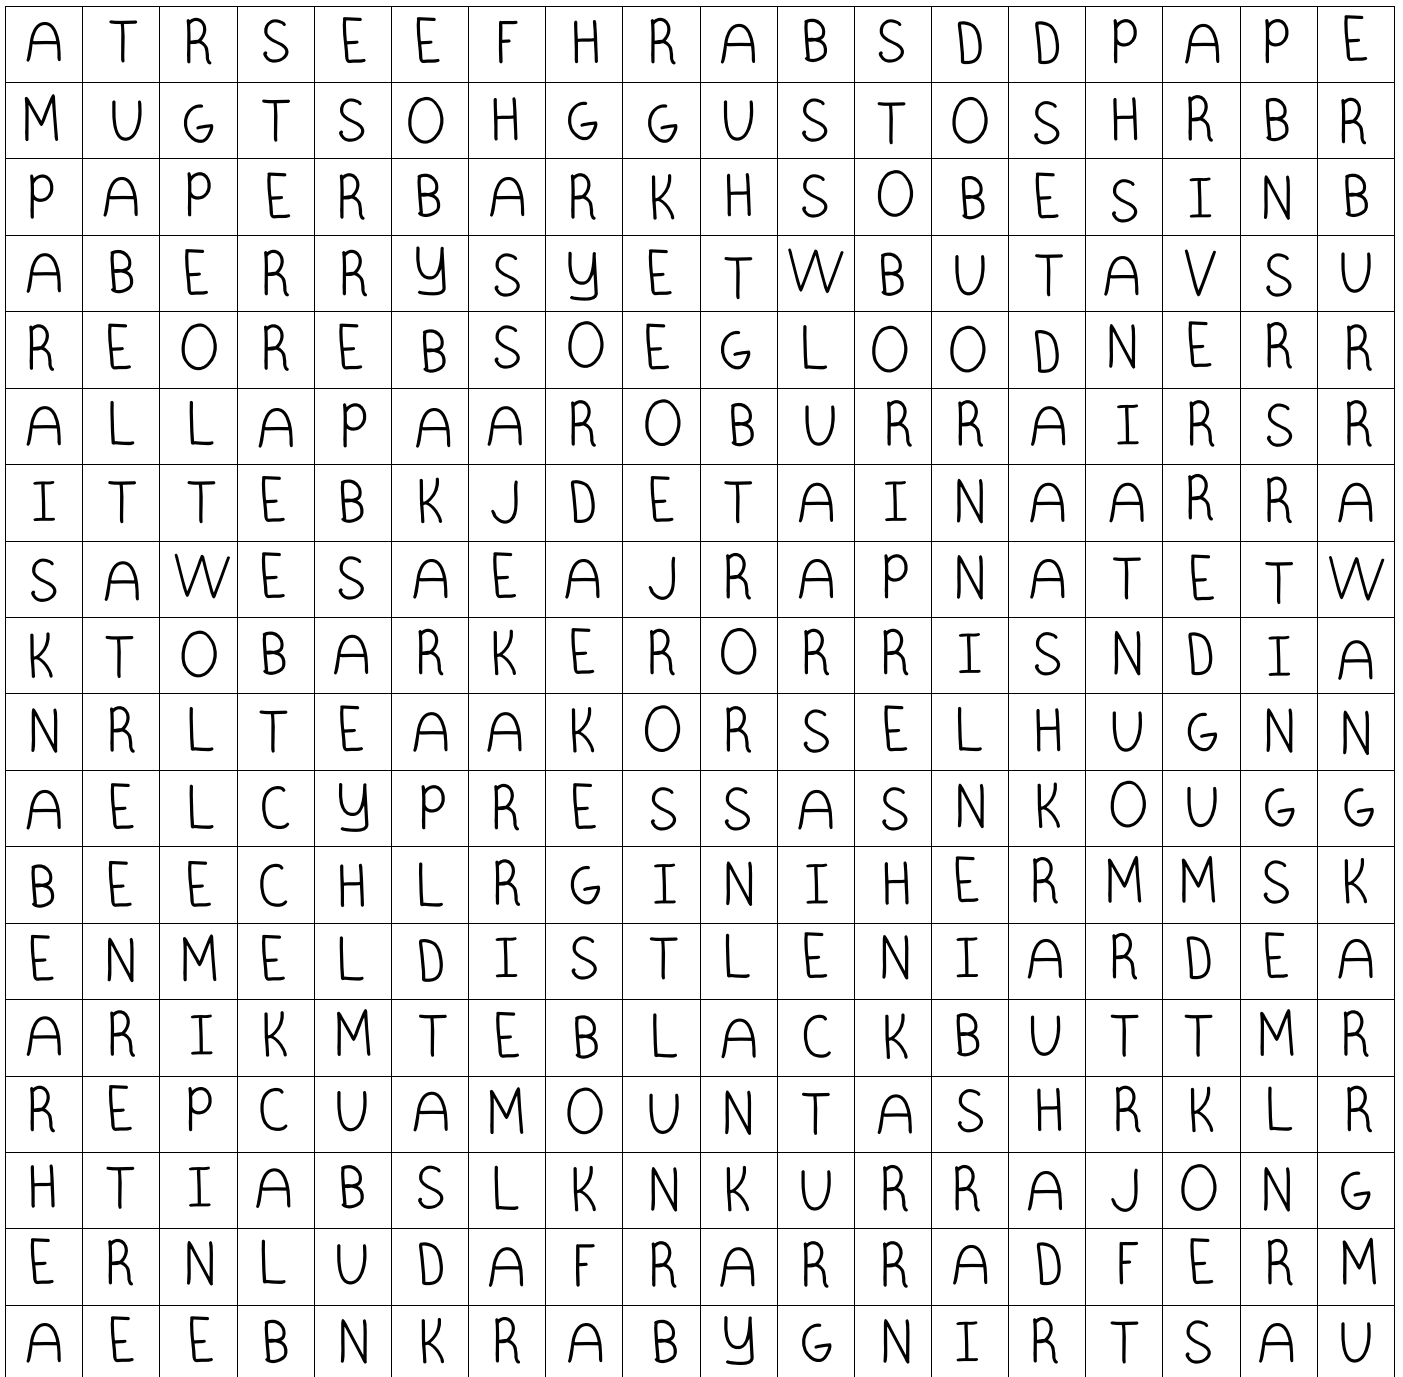 A T R S E E F H R A B S D D P A P E
M U G T S O H G G U S T O S H R B R
P A P E R B A R K H S O B E S I N B
A B E R R Y S Y E T W B U T A V S U
R E O R E B S O E G L O O D N E R R
A L L A P A A R O B U R R A I R S R
I T T E B K J D E T A I N A A R R A
S A W E S A E A J R A P N A T E T W
K T O B A R K E R O R R I S N D I A
N R L T E A A K O R S E L H U G N N
A E L C Y P R E S S A S N K O U G G
B E E C H L R G I N I H E R M M S K
E N M E L D I S T L E N I A R D E A
A R I K M T E B L A C K B U T T M R
R E P C U A M O U N T A S H R K L R
H T I A B S L K N K U R R A J O N G
E R N L U D A F R A R R A D F E R M
A E E B N K R A B Y G N I R T S A U